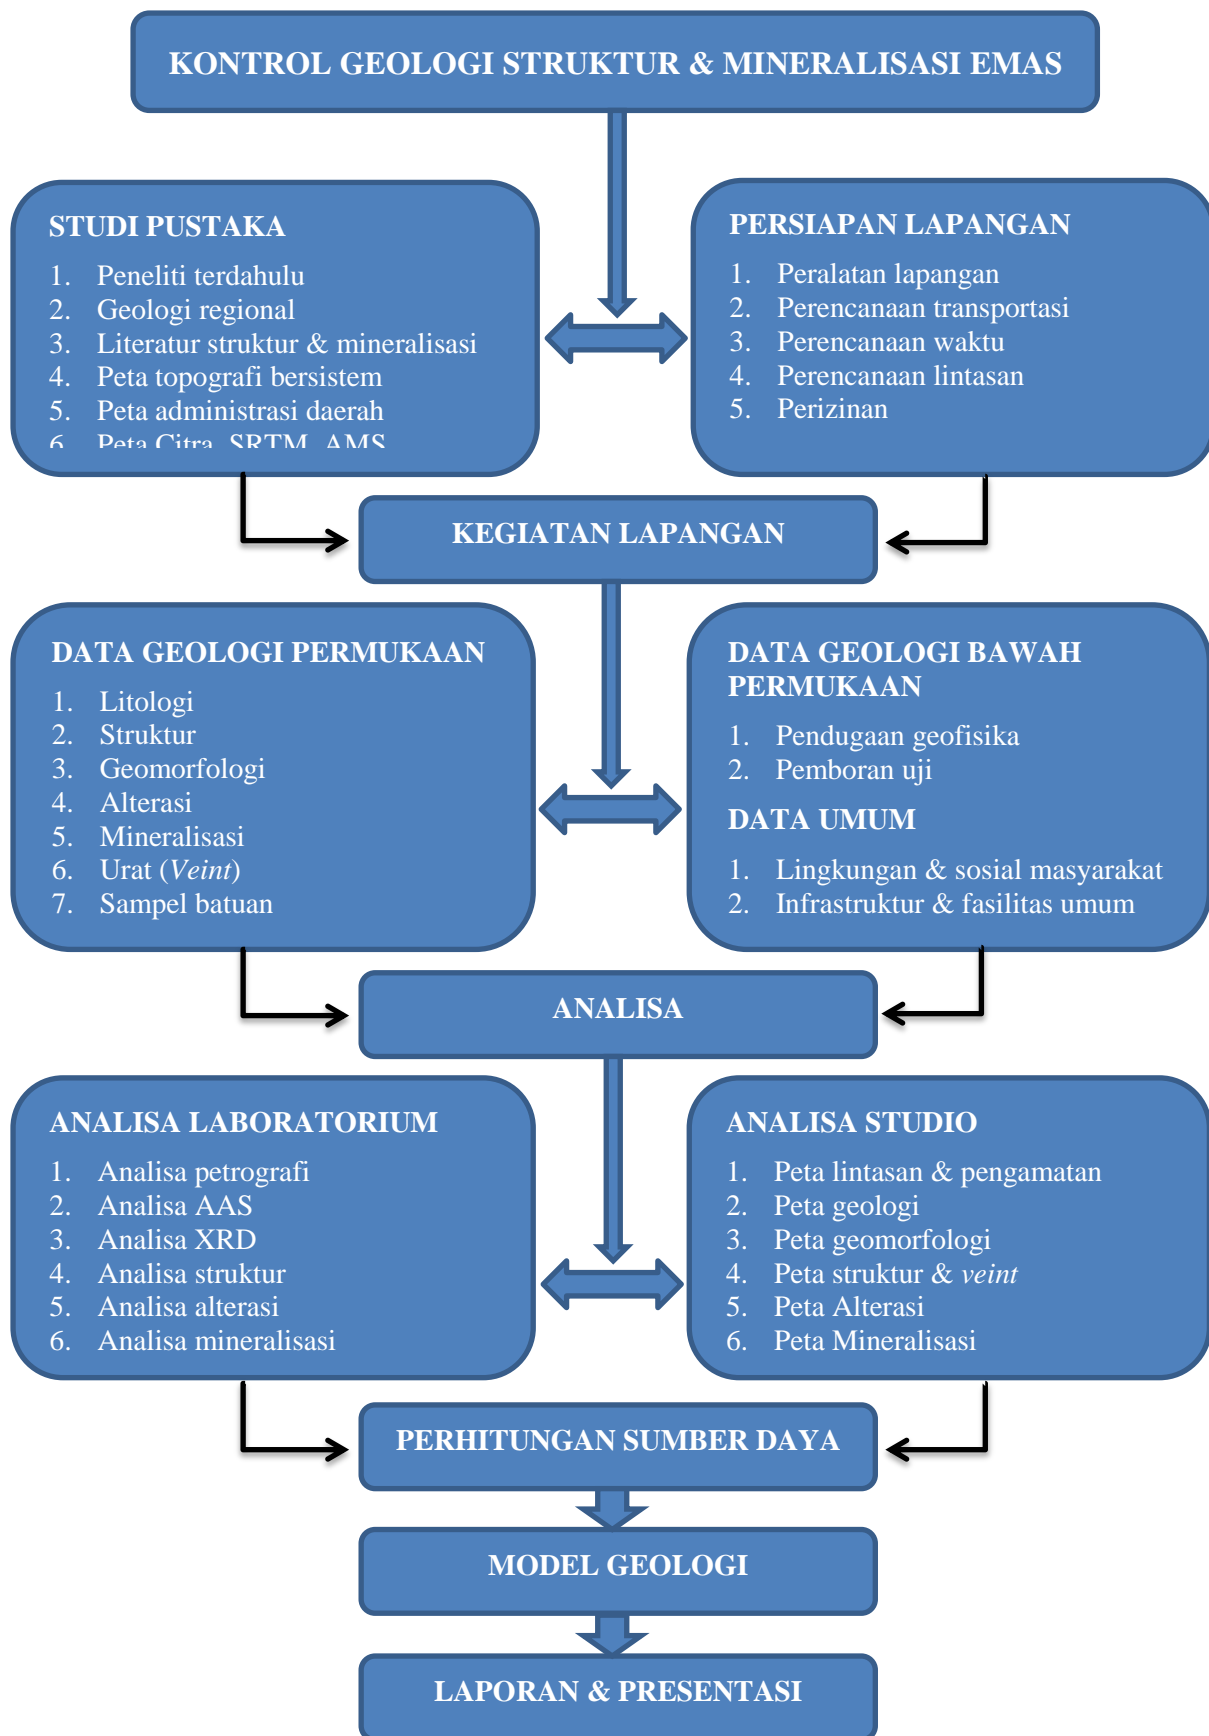 KONTROL GEOLOGI STRUKTUR & MINERALISASI EMAS
STUDI PUSTAKA
1. Peneliti terdahulu
2. Geologi regional
3. Literatur struktur & mineralisasi
4. Peta topografi bersistem
5. Peta administrasi daerah
6. Peta Citra, SRTM, AMS
PERSIAPAN LAPANGAN
1. Peralatan lapangan
2. Perencanaan transportasi
3. Perencanaan waktu
4. Perencanaan lintasan
5. Perizinan
KEGIATAN LAPANGAN
DATA GEOLOGI PERMUKAAN
1. Litologi
2. Struktur
3. Geomorfologi
4. Alterasi
5. Mineralisasi
6. Urat (Veint)
7. Sampel batuan
DATA GEOLOGI BAWAH
PERMUKAAN
1. Pendugaan geofisika
2. Pemboran uji
DATA UMUM
1. Lingkungan & sosial masyarakat
2. Infrastruktur & fasilitas umum
ANALISA
ANALISA LABORATORIUM
1. Analisa petrografi
2. Analisa AAS
3. Analisa XRD
4. Analisa struktur
5. Analisa alterasi
6. Analisa mineralisasi
ANALISA STUDIO
1. Peta lintasan & pengamatan
2. Peta geologi
3. Peta geomorfologi
4. Peta struktur & veint
5. Peta Alterasi
6. Peta Mineralisasi
PERHITUNGAN SUMBER DAYA
MODEL GEOLOGI
LAPORAN & PRESENTASI